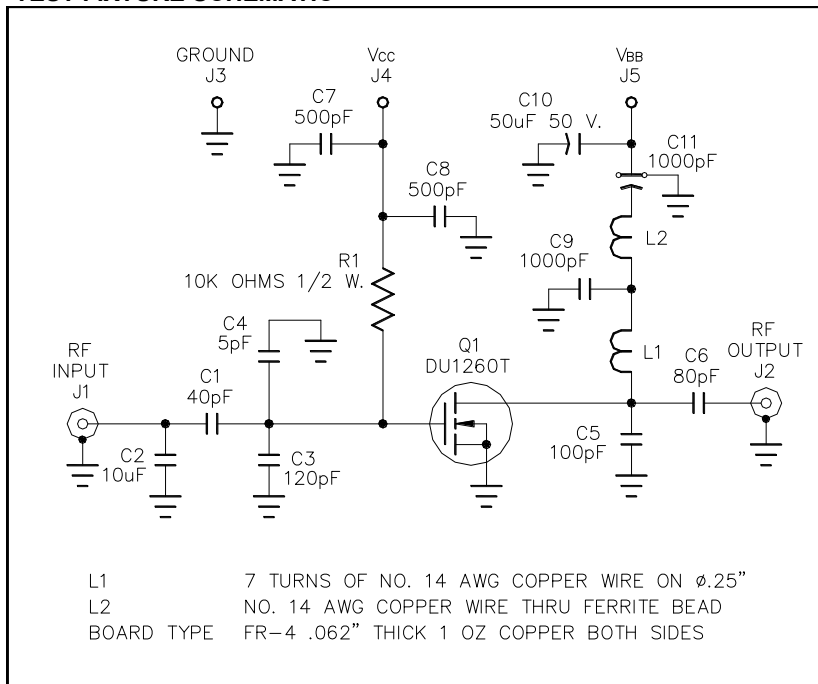 TEST FIXTURE SCHEMATIC
GROUND
J3
Vcc
J4
VBB
J5
C7
500pF
C10
50uF 50 V.
C11
1000pF
C8
500pF
L2
C9
1000pF
R1
10K OHMS 1/2 W.
C4
5pF
L1
Q1
DU1260T
RF
INPUT
J1
C1
40pF
C6
80pF
RF
OUTPUT
J2
C2
10uF
C3
120pF
C5
100pF
L1 7 TURNS OF NO. 14 AWG COPPER WIRE ON ø.25”
L2 NO. 14 AWG COPPER WIRE THRU FERRITE BEAD
BOARD TYPE FR-4 .062” THICK 1 OZ COPPER BOTH SIDES